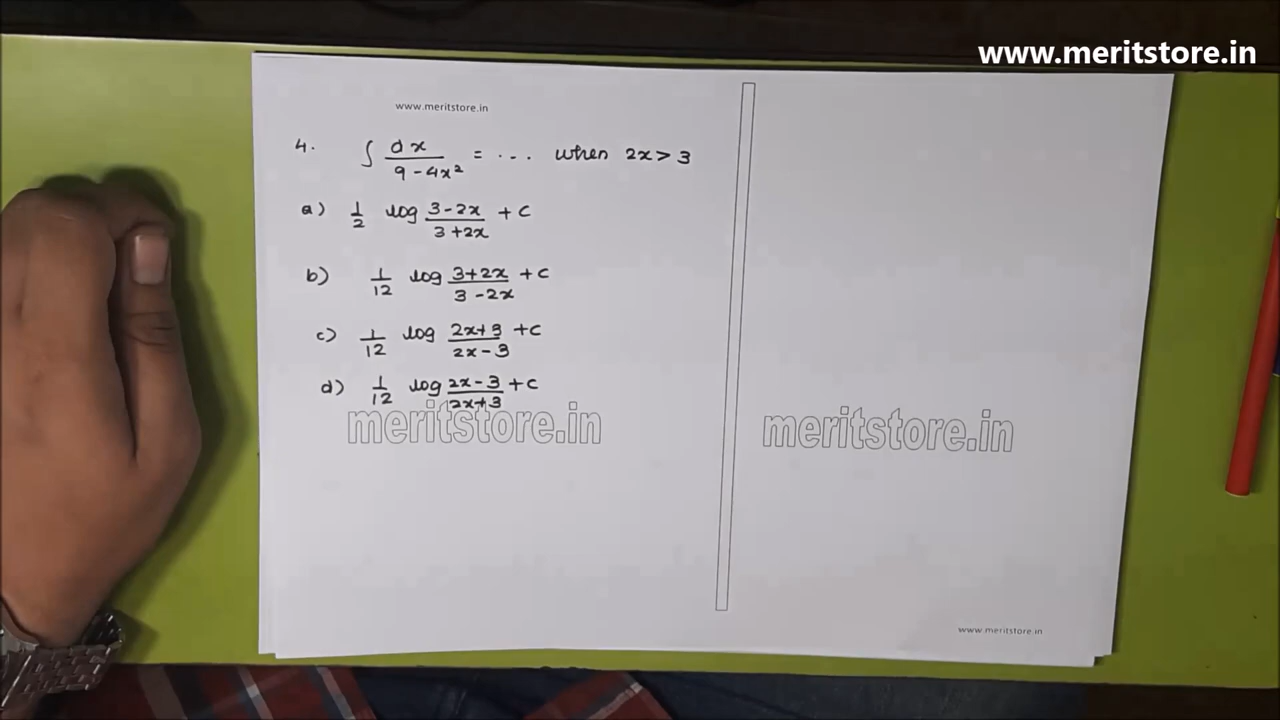 www.meritstore.in
www.meritstore.in
4. ∫ dx / 9 - 4x² = ... when 2x > 3
a) 1/2 log 3-2x / 3+2x + c
b) 1/12 log 3+2x / 3-2x + c
c) 1/12 log 2x+3 / 2x-3 + c
d) 1/12 log 2x-3 / 2x+3 + c
meritstore.in
meritstore.in
www.meritstore.in